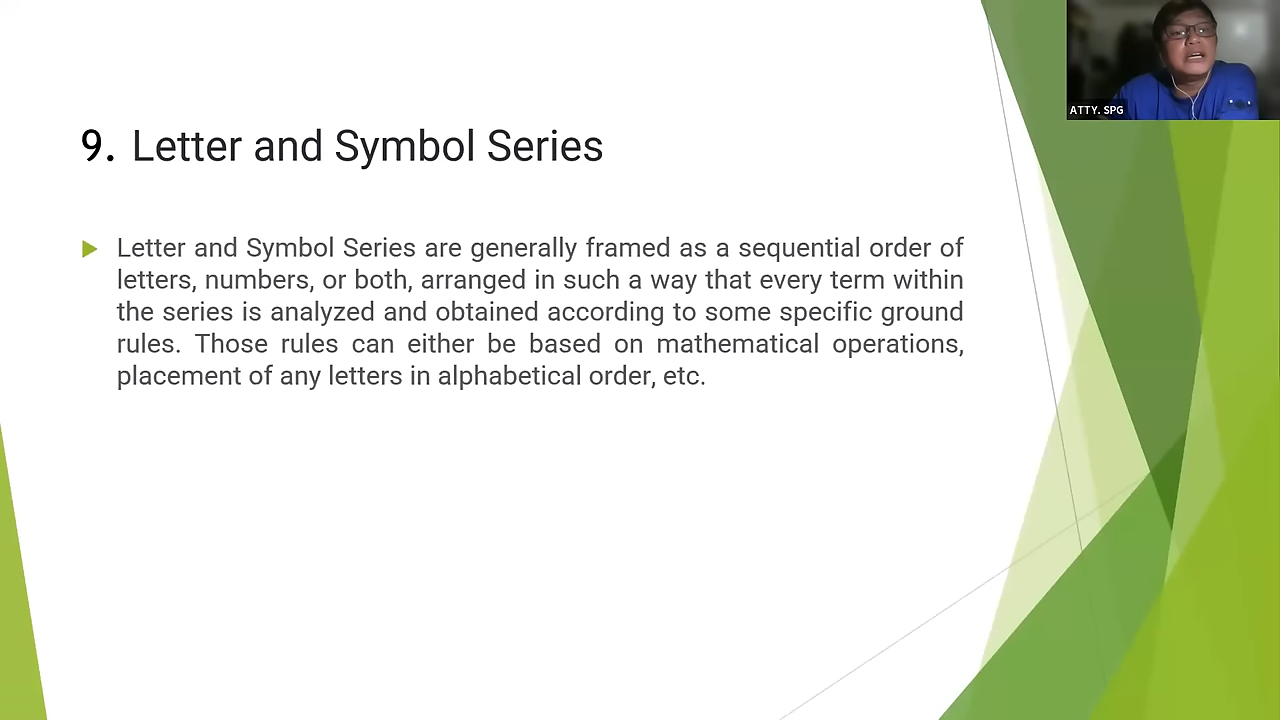 ATTY. SPG
9. Letter and Symbol Series
Letter and Symbol Series are generally framed as a sequential order of
letters, numbers, or both, arranged in such a way that every term within
the series is analyzed and obtained according to some specific ground
rules. Those rules can either be based on mathematical operations,
placement of any letters in alphabetical order, etc.